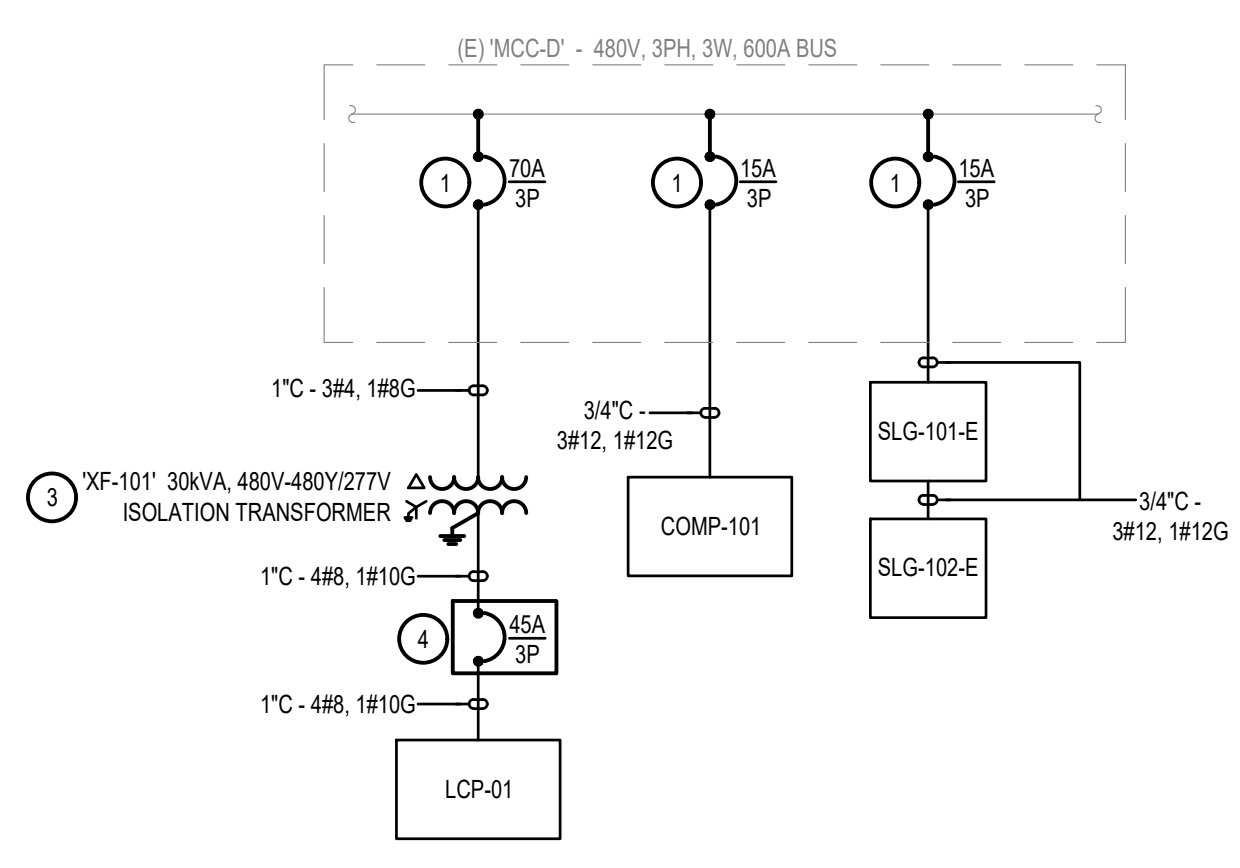 (E) 'MCC-D' - 480V, 3PH, 3W, 600A BUS
1
70A
3P
1
15A
3P
1
15A
3P
1"C - 3#4, 1#8G
3/4"C -
3#12, 1#12G
SLG-101-E
3
'XF-101' 30kVA, 480V-480Y/277V
ISOLATION TRANSFORMER
COMP-101
3/4"C -
3#12, 1#12G
SLG-102-E
1"C - 4#8, 1#10G
4
45A
3P
1"C - 4#8, 1#10G
LCP-01